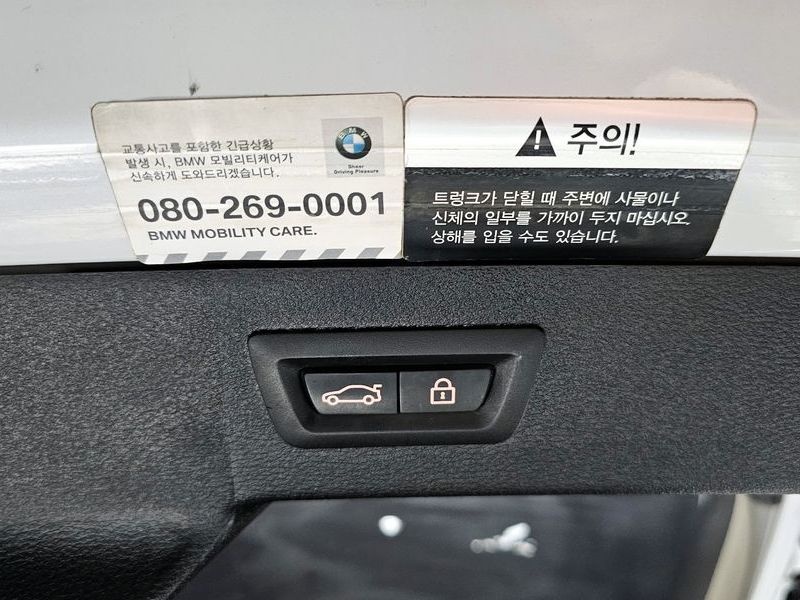 교통사고를 포함한 긴급상황
발생 시, BMW 모빌리티케어가
신속하게 도와드리겠습니다.
BMW
Sheer
Driving Pleasure
080-269-0001
BMW MOBILITY CARE.
주의!
트렁크가 닫힐 때 주변에 사물이나
신체의 일부를 가까이 두지 마십시오.
상해를 입을 수도 있습니다.